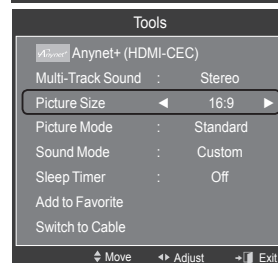 Tools
Anynet+ Anynet+ (HDMI-CEC)
Multi-Track Sound : Stereo
Picture Size ◄ 16:9 ►
Picture Mode : Standard
Sound Mode : Custom
Sleep Timer : Off
Add to Favorite
Switch to Cable
Move Adjust Exit